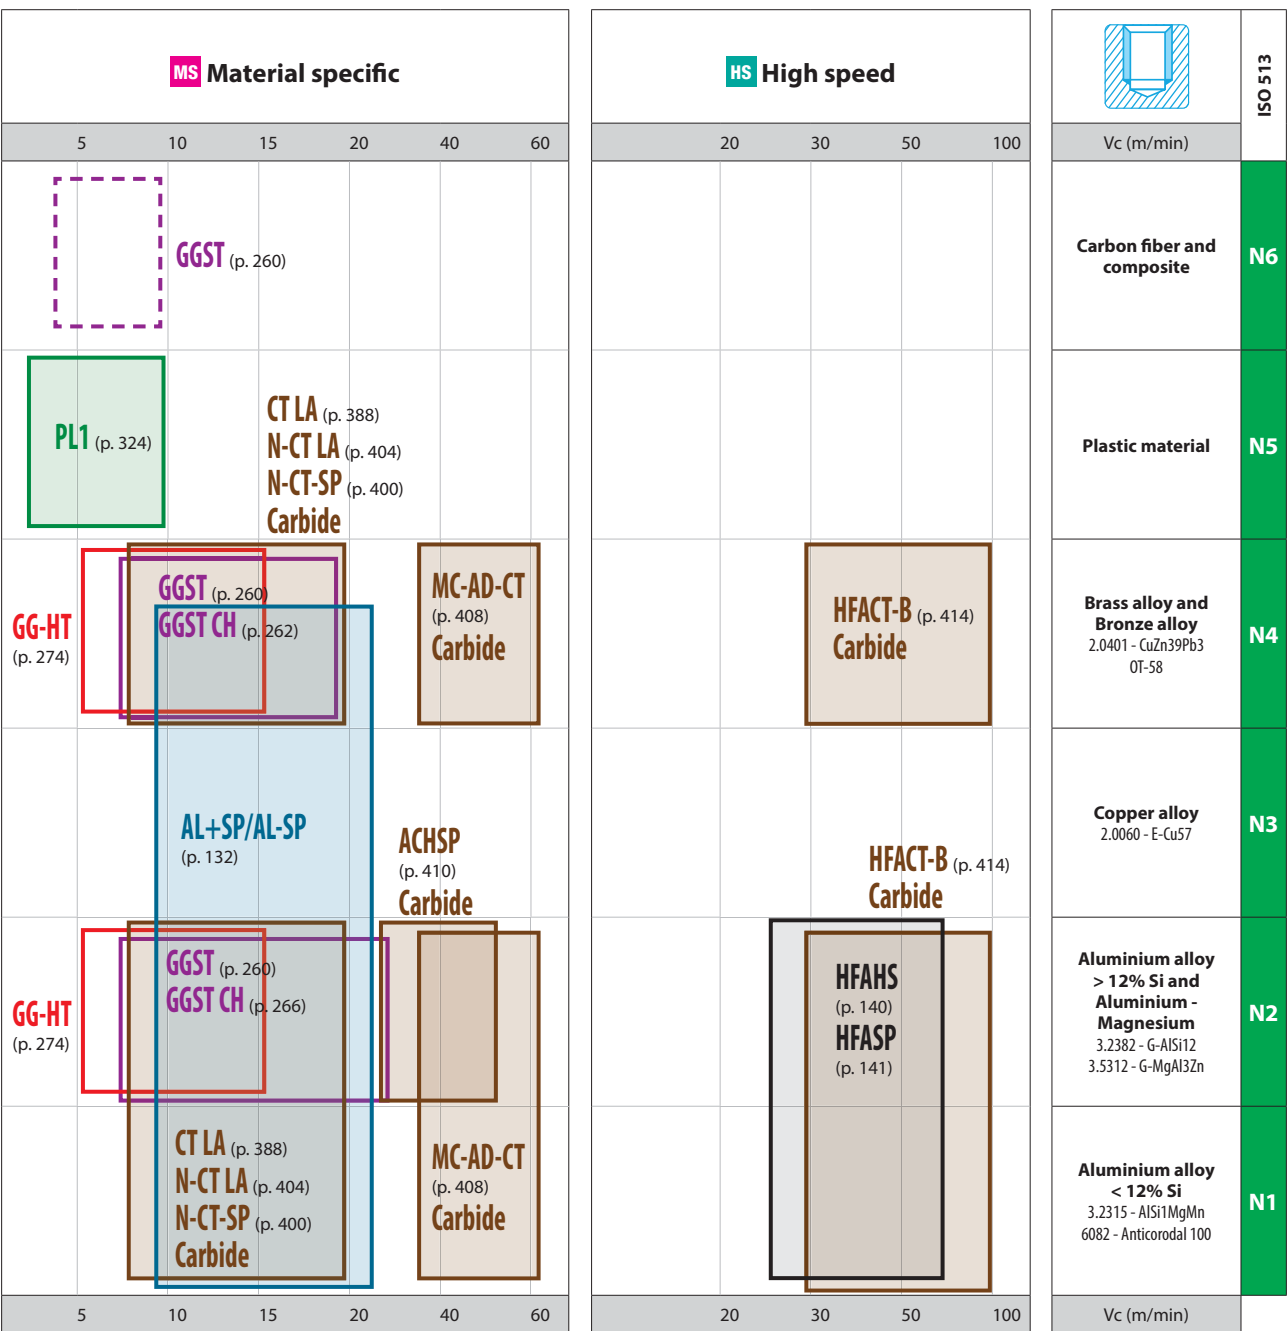 MS Material specific
HS High speed
ISO 513
5 10 15 20 40 60
20 30 50 100
Vc (m/min)
GGST (p. 260)
Carbon fiber and
composite
N6
PL1 (p. 324)
CT LA (p. 388)
N-CT LA (p. 404)
N-CT-SP (p. 400)
Carbide
Plastic material
N5
GG-HT
(p. 274)
GGST (p. 260)
GGST CH (p. 262)
MC-AD-CT
(p. 408)
Carbide
HFACT-B (p. 414)
Carbide
Brass alloy and
Bronze alloy
2.0401 - CuZn39Pb3
OT-58
N4
AL+SP/AL-SP
(p. 132)
ACHSP
(p. 410)
Carbide
HFACT-B (p. 414)
Carbide
Copper alloy
2.0060 - E-Cu57
N3
GG-HT
(p. 274)
GGST (p. 260)
GGST CH (p. 266)
HFAHS
(p. 140)
HFASP
(p. 141)
Aluminium alloy
> 12% Si and
Aluminium -
Magnesium
3.2382 - G-AlSi12
3.5312 - G-MgAl3Zn
N2
CT LA (p. 388)
N-CT LA (p. 404)
N-CT-SP (p. 400)
Carbide
MC-AD-CT
(p. 408)
Carbide
Aluminium alloy
< 12% Si
3.2315 - AlSi1MgMn
6082 - Anticorodal 100
N1
5 10 15 20 40 60
20 30 50 100
Vc (m/min)